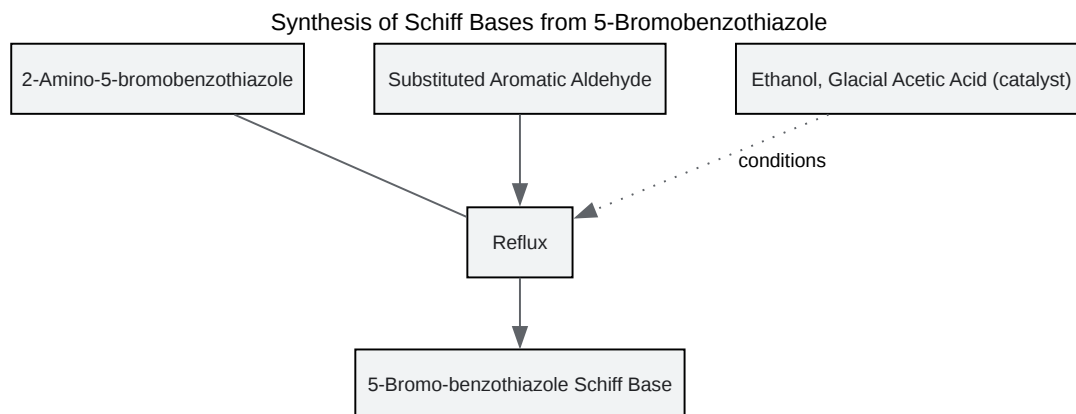 Synthesis of Schiff Bases from 5-Bromobenzothiazole
2-Amino-5-bromobenzothiazole
Substituted Aromatic Aldehyde
Ethanol, Glacial Acetic Acid (catalyst)
conditions
Reflux
5-Bromo-benzothiazole Schiff Base